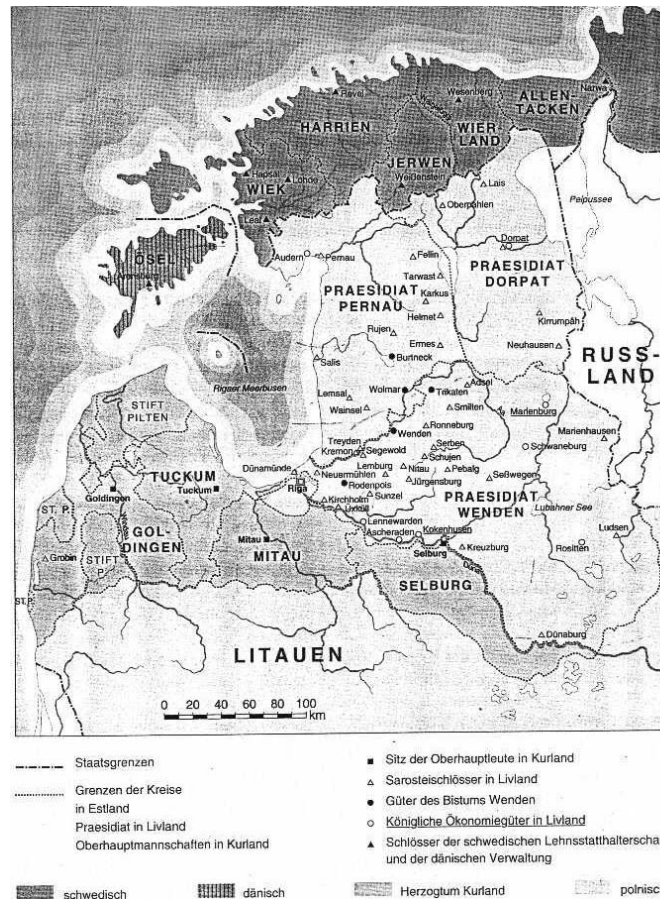 Narwa
Reval
Wesenberg
ALLEN-
TACKEN
HARRIEN
WIER-
LAND
JERWEN
Hapsal
Lohde
WIEK
Weißenstein
Lais
Oberpahlen
Peipussee
Leal
ÖSEL
Arensburg
Audern
Pernau
Fellin
Dorpat
Tarwast
PRAESIDIAT
PERNAU
PRAESIDIAT
DORPAT
Karkus
Helmet
Kirrumpäh
Rujen
Ermes
Neuhausen
RUSS-
LAND
Burtneck
Salis
Rigaer Meerbusen
Adsel
Wolmar
Trikaten
Lemsal
Wainsel
Smilten
Marienburg
STIFT
PILTEN
Ronneburg
Marienhausen
Wenden
Serben
Schwaneburg
Treyden
Kremon
Segewold
Schujen
TUCKUM
Dünamünde
Neuermühlen
Lemburg
Nitau
Pebalg
Seßwegen
Goldingen
Tuckum
Riga
Rodenpois
Jürgensburg
ST. P.
Kirchholm
Sunzel
PRAESIDIAT
WENDEN
Üxküll
Lubahner See
GOL-
DINGEN
Lennewarden
Kokenhusen
Ludsen
Mitau
Ascheraden
Grobin
STIFT
P.
MITAU
Selburg
Kreuzburg
Rositten
SELBURG
Düna
ST.P.
Dünaburg
LITAUEN
0 20 40 60 80 100
km
Staatsgrenzen
Grenzen der Kreise
in Estland
Praesidiat in Livland
Oberhauptmannschaften in Kurland
Sitz der Oberhauptleute in Kurland
Sarosteischlösser in Livland
Güter des Bistums Wenden
Königliche Ökonomiegüter in Livland
Schlösser der schwedischen Lehnsstatthalterscha
und der dänischen Verwaltung
schwedisch
dänisch
Herzogtum Kurland
polnisc